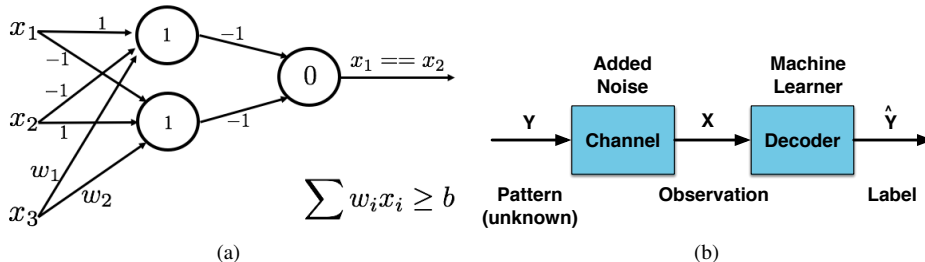 x₁
1
1
-1
-1
0
x₁ == x₂
-1
x₂
1
1
-1
w₁
w₂
x₃
∑ wᵢxᵢ ≥ b
(a)
Added
Noise
Machine
Learner
Y
Channel
X
Decoder
Ŷ
Pattern
(unknown)
Observation
Label
(b)